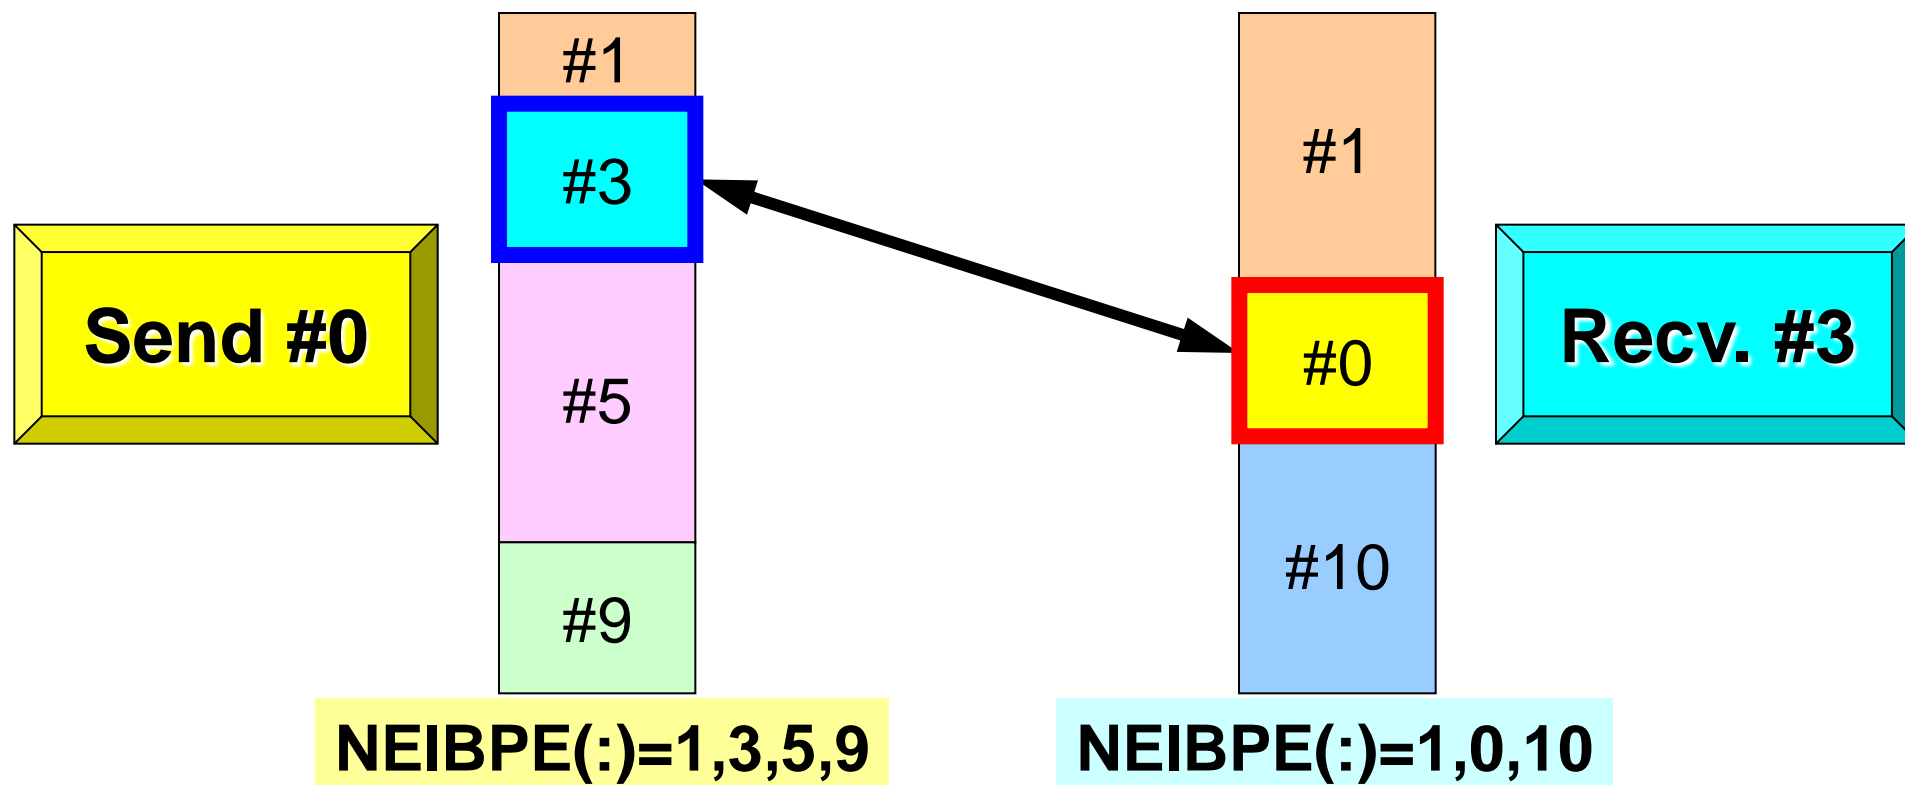 Send #0
#1
#3
#5
#9
NEIBPE(:)=1,3,5,9
#1
#0
#10
NEIBPE(:)=1,0,10
Recv. #3